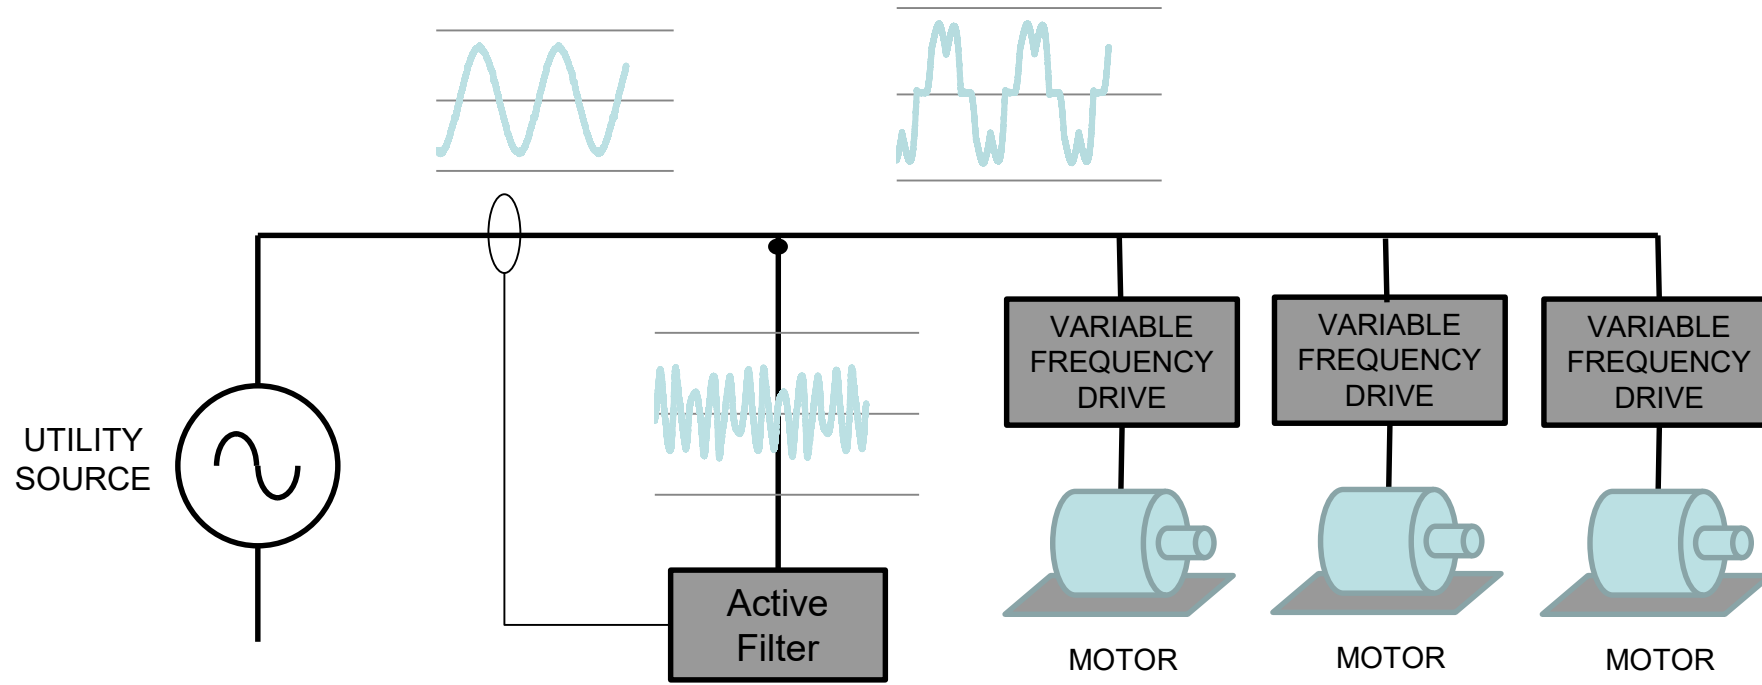 VARIABLE
FREQUENCY
DRIVE
VARIABLE
FREQUENCY
DRIVE
VARIABLE
FREQUENCY
DRIVE
UTILITY
SOURCE
Active
Filter
MOTOR
MOTOR
MOTOR